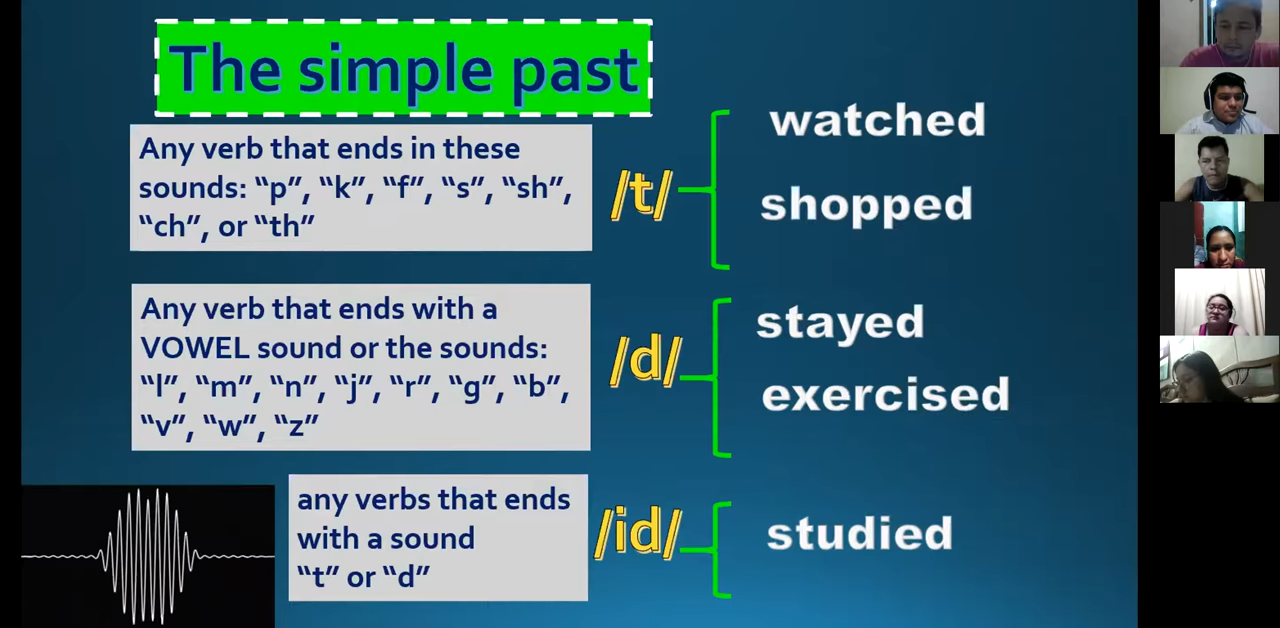 The simple past
Any verb that ends in these
sounds: “p”, “k”, “f”, “s”, “sh”,
“ch”, or “th”
/t/
watched
shopped
Any verb that ends with a
VOWEL sound or the sounds:
“l”, “m”, “n”, “j”, “r”, “g”, “b”,
“v”, “w”, “z”
/d/
stayed
exercised
any verbs that ends
with a sound
“t” or “d”
/id/
studied